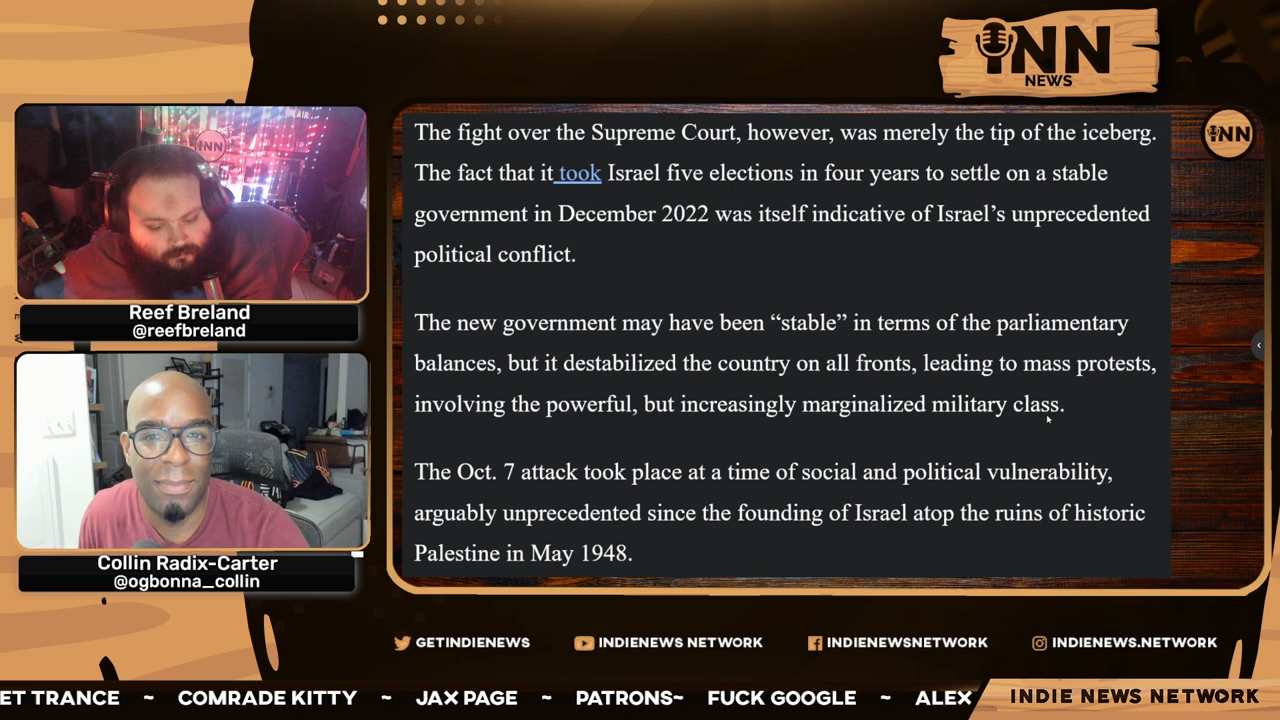 iNN
NEWS
The fight over the Supreme Court, however, was merely the tip of the iceberg.
The fact that it took Israel five elections in four years to settle on a stable
government in December 2022 was itself indicative of Israel’s unprecedented
political conflict.
The new government may have been “stable” in terms of the parliamentary
balances, but it destabilized the country on all fronts, leading to mass protests,
involving the powerful, but increasingly marginalized military class.
The Oct. 7 attack took place at a time of social and political vulnerability,
arguably unprecedented since the founding of Israel atop the ruins of historic
Palestine in May 1948.
iNN
iNN
Reef Breland
@reefbreland
Collin Radix-Carter
@ogbonna_collin
GETINDIENEWS
INDIENEWS NETWORK
INDIENEWSNETWORK
INDIENEWS.NETWORK
ET TRANCE ~ COMRADE KITTY ~ JAX PAGE ~ PATRONS~ FUCK GOOGLE ~ ALEX
INDIE NEWS NETWORK